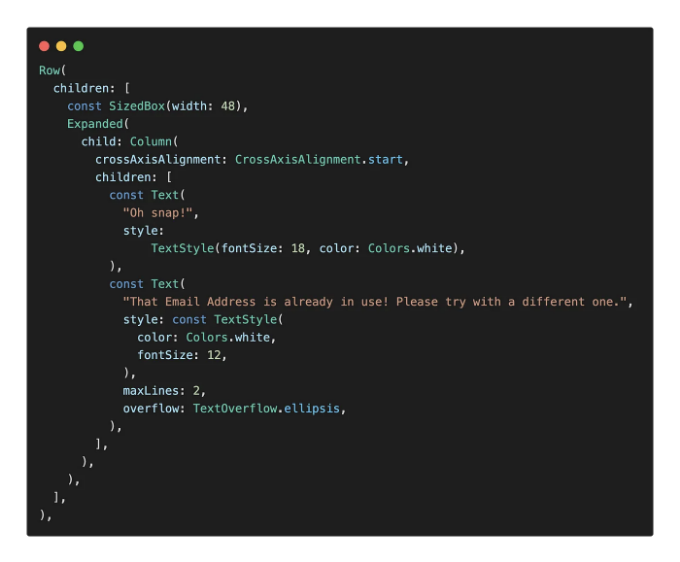 Row(
  children: [
    const SizedBox(width: 48),
    Expanded(
      child: Column(
        crossAxisAlignment: CrossAxisAlignment.start,
        children: [
          const Text(
            "Oh snap!",
            style:
                TextStyle(fontSize: 18, color: Colors.white),
          ),
          const Text(
            "That Email Address is already in use! Please try with a different one.",
            style: const TextStyle(
              color: Colors.white,
              fontSize: 12,
            ),
            maxLines: 2,
            overflow: TextOverflow.ellipsis,
          ),
        ],
      ),
    ),
  ],
),